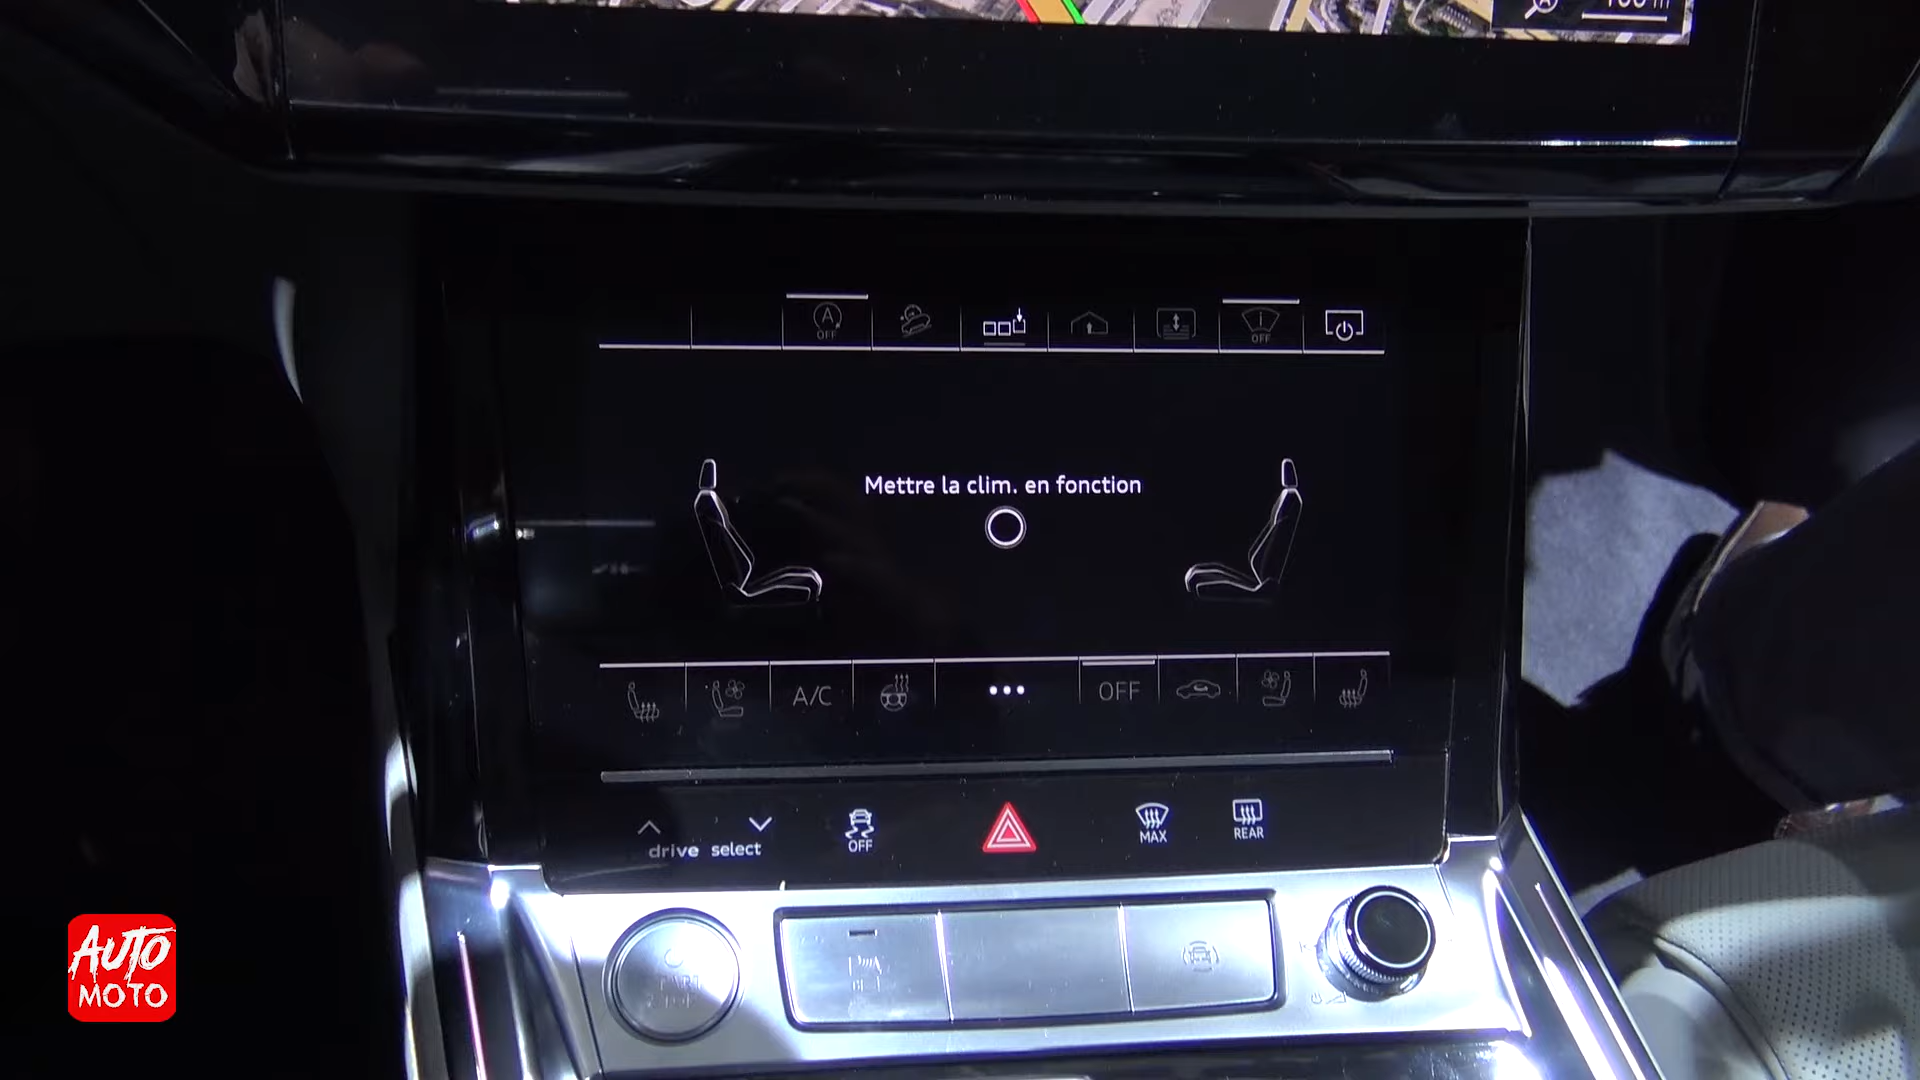 A
OFF
OFF
Mettre la clim. en fonction
A/C
OFF
drive select
OFF
MAX
REAR
AUTO
MOTO